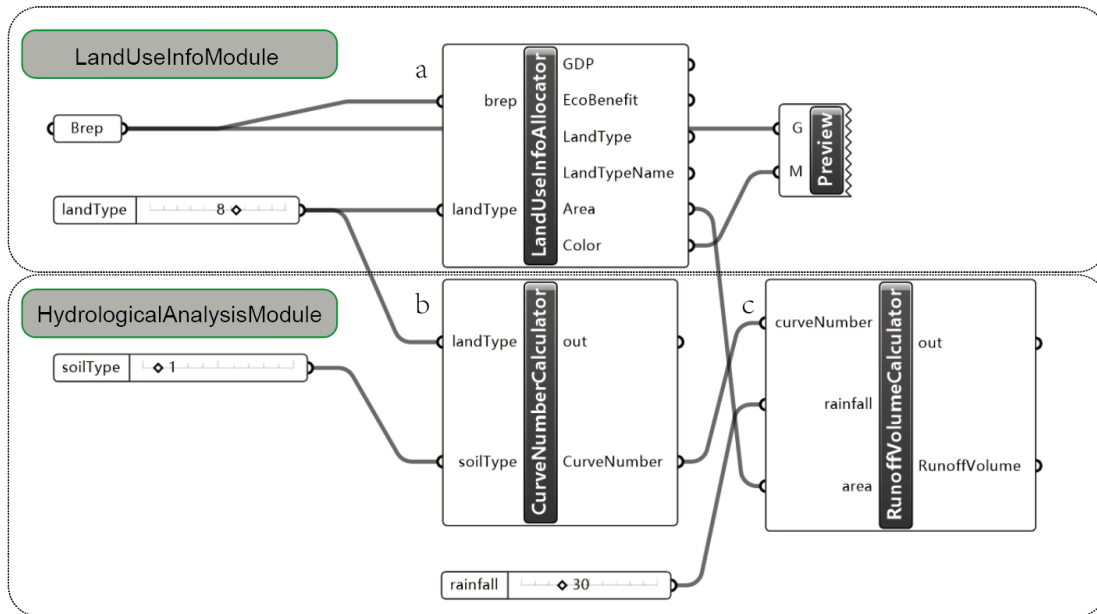 LandUseInfoModule
a
Brep
landType 8
brep
landType
LandUseInfoAllocator
GDP
EcoBenefit
LandType
LandTypeName
Area
Color
G
M
Preview
HydrologicalAnalysisModule
b
soilType 1
landType
soilType
CurveNumberCalculator
out
CurveNumber
c
curveNumber
rainfall
area
RunoffVolumeCalculator
out
RunoffVolume
rainfall 30